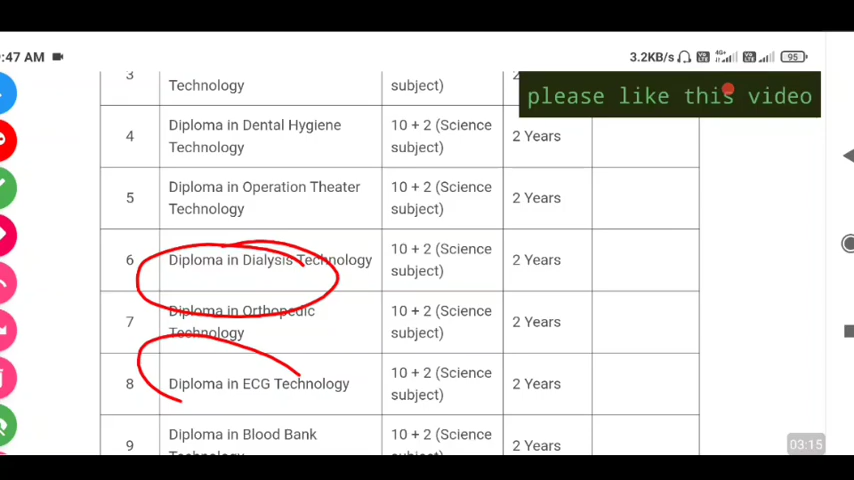 :47 AM
3.2KB/s 4G+ 95
please like this video
3
Technology
subject)
2
4
Diploma in Dental Hygiene
Technology
10 + 2 (Science
subject)
2 Years
5
Diploma in Operation Theater
Technology
10 + 2 (Science
subject)
2 Years
6
Diploma in Dialysis Technology
10 + 2 (Science
subject)
2 Years
7
Diploma in Orthopedic
Technology
10 + 2 (Science
subject)
2 Years
8
Diploma in ECG Technology
10 + 2 (Science
subject)
2 Years
9
Diploma in Blood Bank
Technology
10 + 2 (Science
subject)
2 Years
03:15